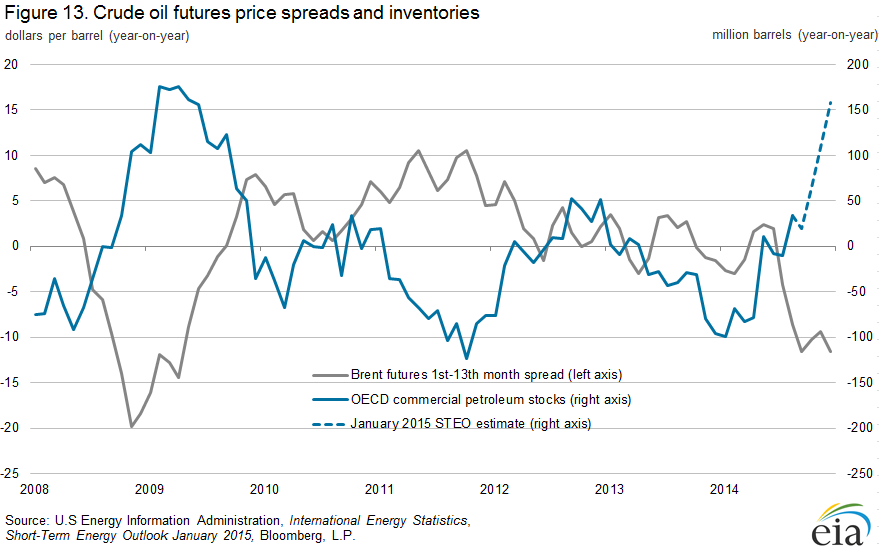 Figure 13. Crude oil futures price spreads and inventories
dollars per barrel (year-on-year)
million barrels (year-on-year)
20 200
15 150
10 100
5 50
0 0
-5 -50
-10 -100
-15 -150
-20 -200
-25 -250
Brent futures 1st-13th month spread (left axis)
OECD commercial petroleum stocks (right axis)
January 2015 STEO estimate (right axis)
2008 2009 2010 2011 2012 2013 2014
Source: U.S Energy Information Administration, International Energy Statistics,
Short-Term Energy Outlook January 2015, Bloomberg, L.P.
eia